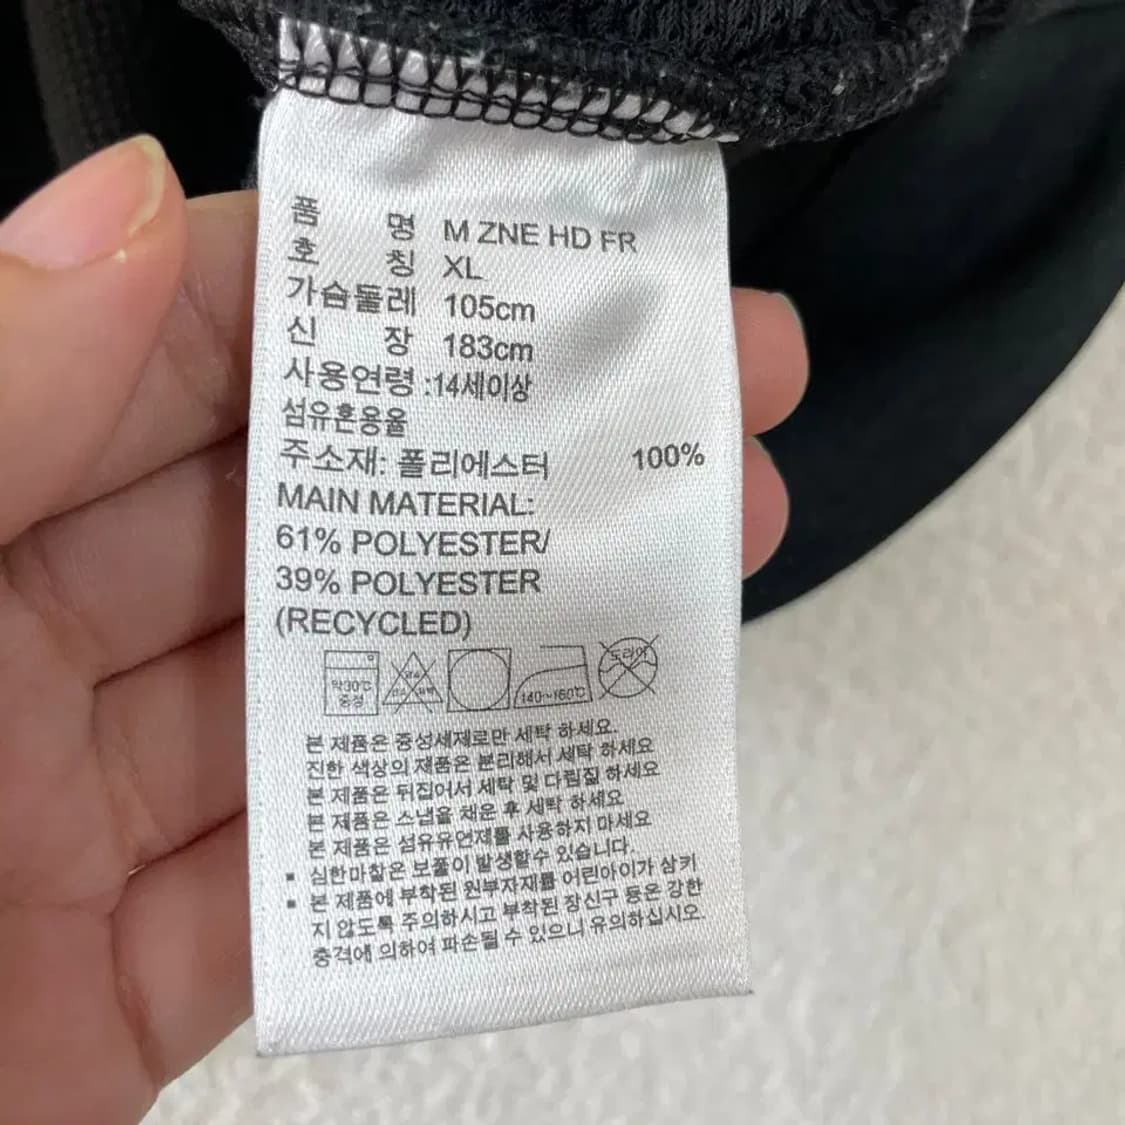 품 명 M ZNE HD FR
호 칭 XL
가슴둘레 105cm
신 장 183cm
사용연령 :14세이상
섬유혼용율
주소재: 폴리에스터 100%
MAIN MATERIAL:
61% POLYESTER/
39% POLYESTER
(RECYCLED)
약30℃
중성
140~160℃
드라이
본 제품은 중성세제로만 세탁 하세요.
진한 색상의 제품은 분리해서 세탁 하세요
본 제품은 뒤집어서 세탁 및 다림질 하세요
본 제품은 스냅을 채운 후 세탁 하세요
본 제품은 섬유유연제를 사용하지 마세요
▪ 심한마찰은 보풀이 발생할수 있습니다.
▪ 본 제품에 부착된 원부자재를 어린아이가 삼키
지 않도록 주의하시고 부착된 장신구 등은 강한
충격에 의하여 파손될 수 있으니 유의하십시오.